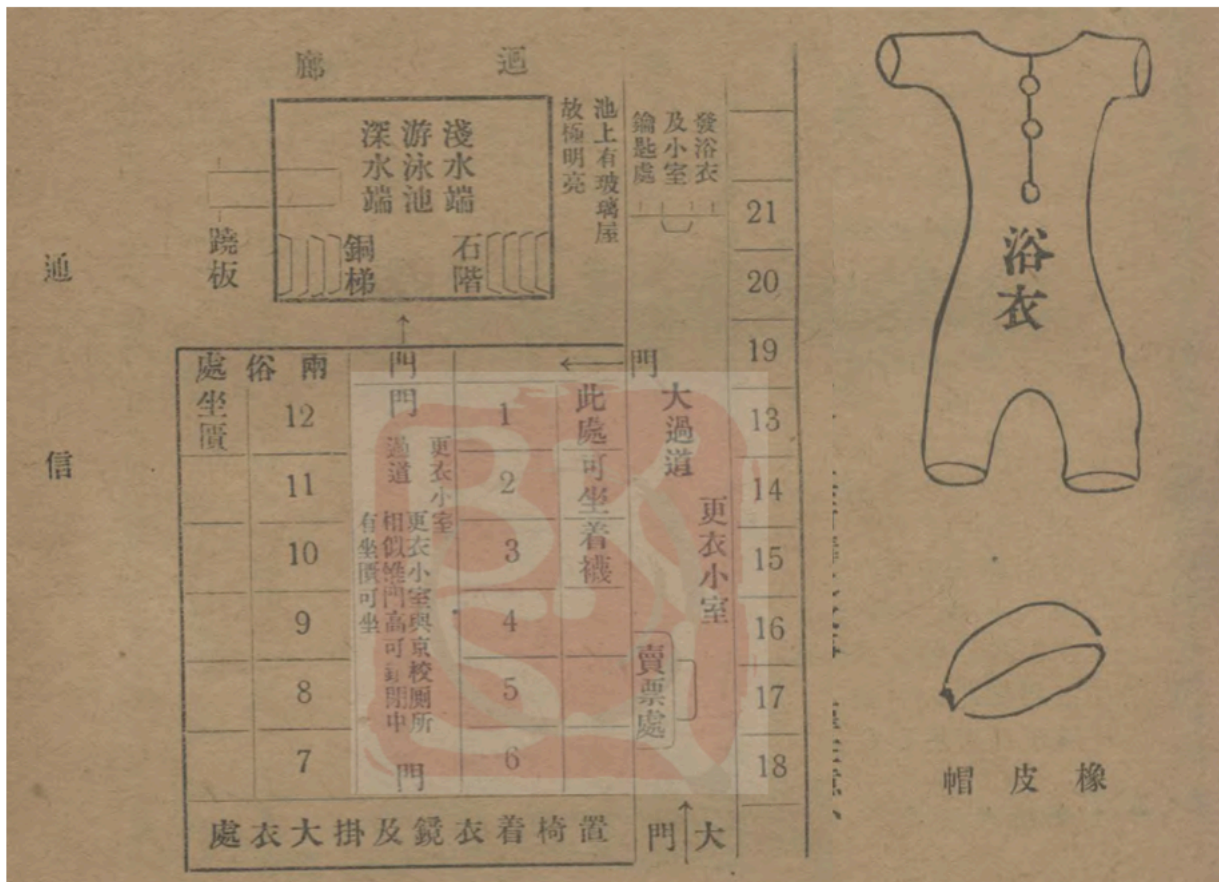 橡皮帽
浴衣
發浴衣
及小室
鑰匙處
21
20
19
13
14
15
16
17
18
更衣小室
大過道
門
賣票處
大門
池上有玻璃屋
故極明亮
迴廊
淺水端
游泳池
深水端
石階
銅梯
跷板
此處可坐着襪
1
2
3
4
5
6
門
門
更衣小室
過道
更衣小室與京校厠所
相似雖門高可閉中
有坐匱可坐
門
兩俗處
坐匱
12
11
10
9
8
7
置椅着衣鏡及掛大衣處
通信